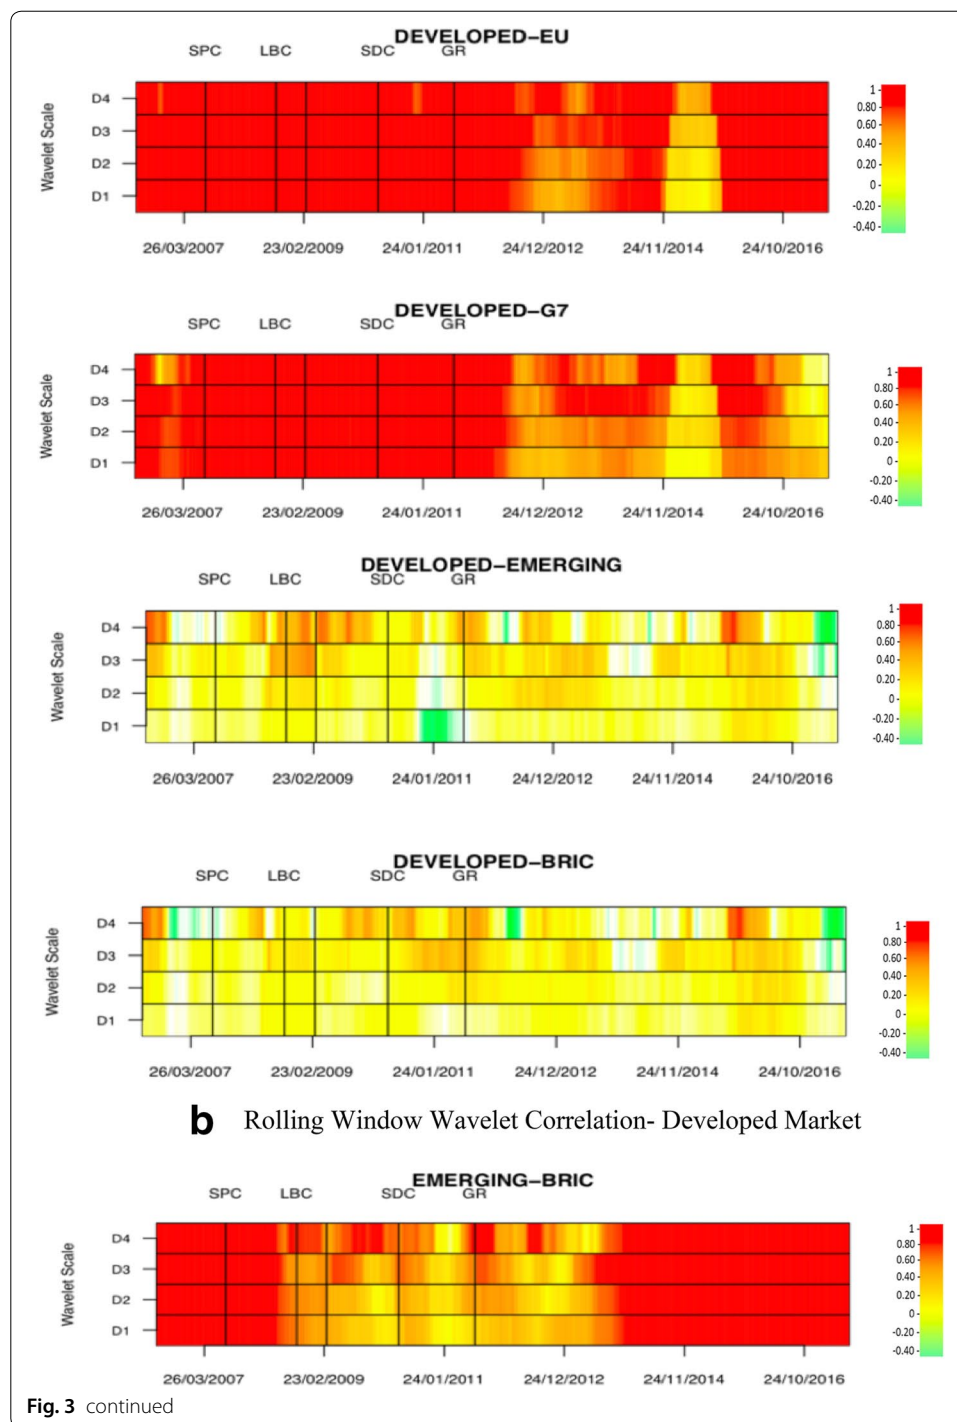 DEVELOPED-EU
SPC LBC SDC GR
Wavelet Scale
D4
D3
D2
D1
26/03/2007 23/02/2009 24/01/2011 24/12/2012 24/11/2014 24/10/2016
1
0.80
0.60
0.40
0.20
0
-0.20
-0.40
DEVELOPED-G7
SPC LBC SDC GR
Wavelet Scale
D4
D3
D2
D1
26/03/2007 23/02/2009 24/01/2011 24/12/2012 24/11/2014 24/10/2016
1
0.80
0.60
0.40
0.20
0
-0.20
-0.40
DEVELOPED-EMERGING
SPC LBC SDC GR
Wavelet Scale
D4
D3
D2
D1
26/03/2007 23/02/2009 24/01/2011 24/12/2012 24/11/2014 24/10/2016
1
0.80
0.60
0.40
0.20
0
-0.20
-0.40
DEVELOPED-BRIC
SPC LBC SDC GR
Wavelet Scale
D4
D3
D2
D1
26/03/2007 23/02/2009 24/01/2011 24/12/2012 24/11/2014 24/10/2016
1
0.80
0.60
0.40
0.20
0
-0.20
-0.40
b Rolling Window Wavelet Correlation- Developed Market
EMERGING-BRIC
SPC LBC SDC GR
Wavelet Scale
D4
D3
D2
D1
26/03/2007 23/02/2009 24/01/2011 24/12/2012 24/11/2014 24/10/2016
1
0.80
0.60
0.40
0.20
0
-0.20
-0.40
Fig. 3 continued